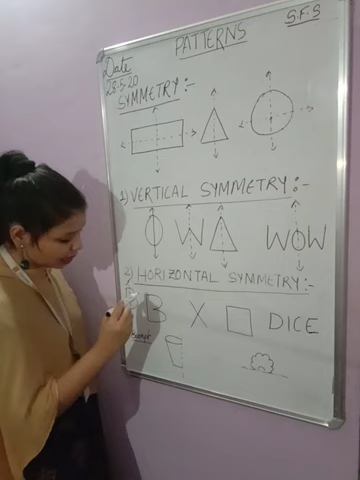 PATTERNS
S.F.S
Date
28-5-20
SYMMETRY:-
1) VERTICAL SYMMETRY:-
W WOW
2) HORIZONTAL SYMMETRY:-
B X DICE